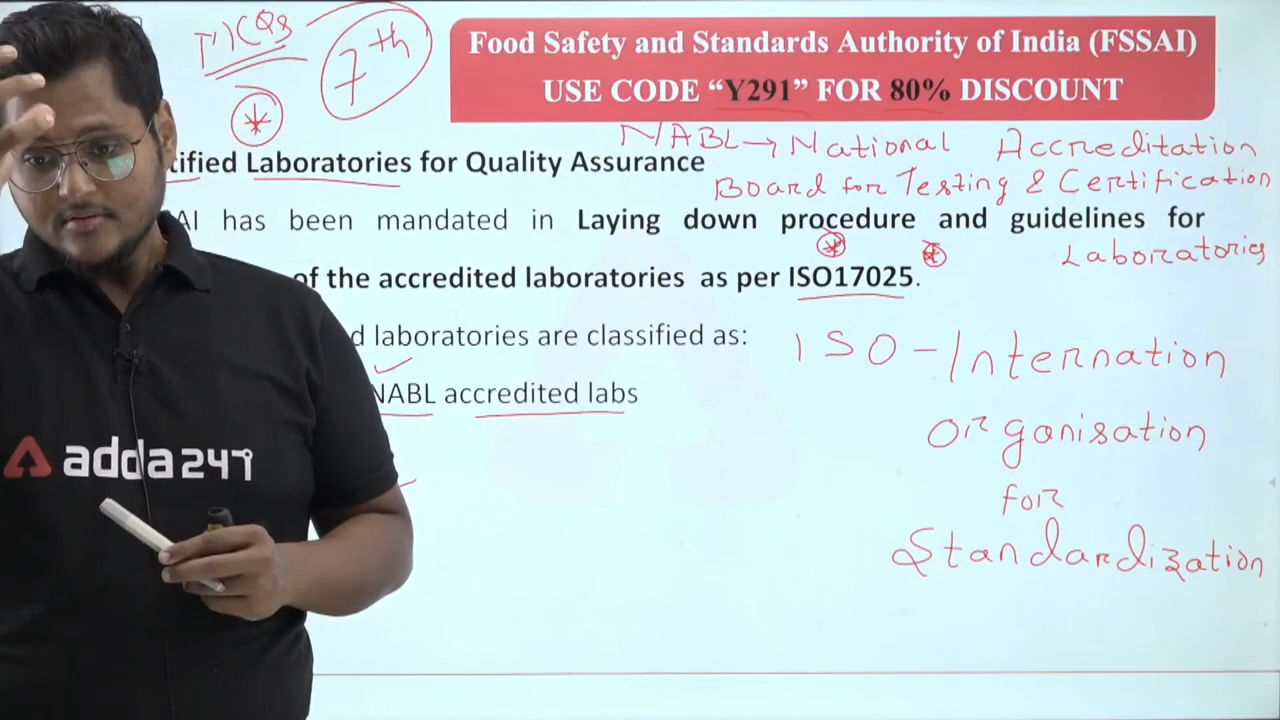 MCQs
7th
Food Safety and Standards Authority of India (FSSAI)
USE CODE “Y291” FOR 80% DISCOUNT
NABL → National Accreditation
Board for Testing & Certification
Laboratories
tified Laboratories for Quality Assurance
AI has been mandated in Laying down procedure and guidelines for
of the accredited laboratories as per ISO17025.
d laboratories are classified as:
NABL accredited labs
ISO - Internation
Organisation
for
Standardization
adda247